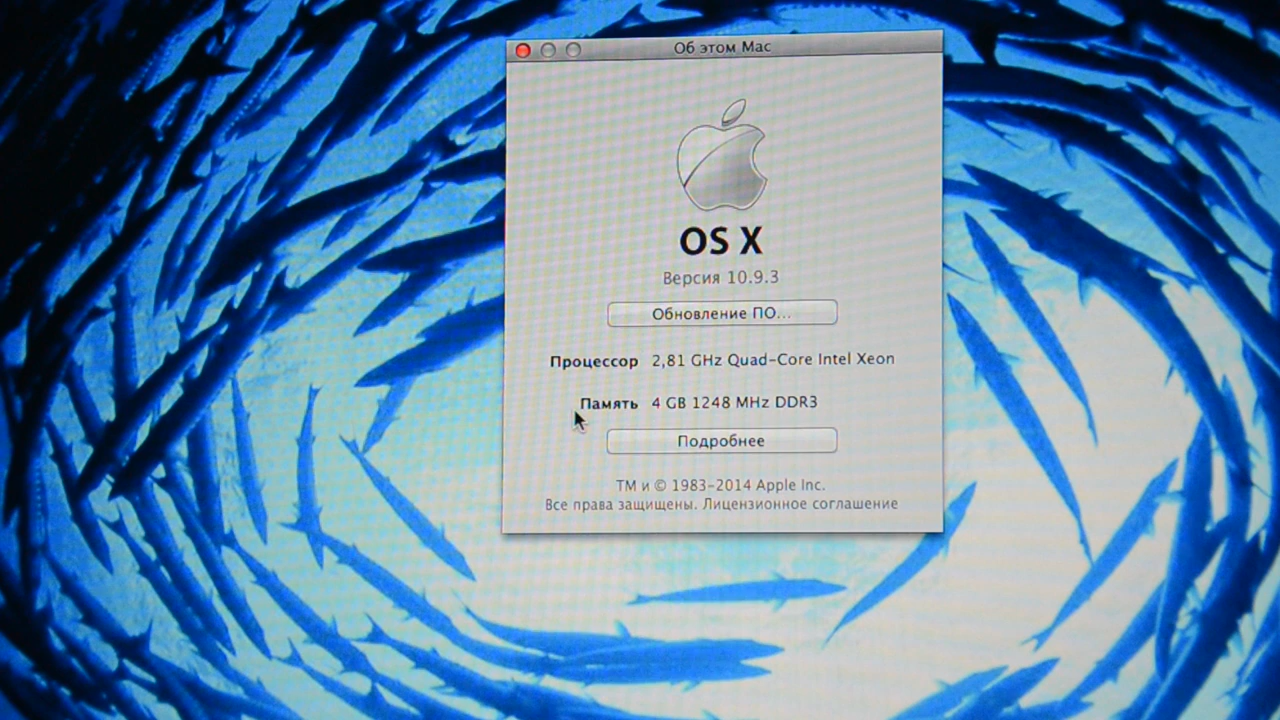 Об этом Mac
OS X
Версия 10.9.3
Обновление ПО...
Процессор 2,81 GHz Quad-Core Intel Xeon
Память 4 GB 1248 MHz DDR3
Подробнее
TM и © 1983–2014 Apple Inc.
Все права защищены. Лицензионное соглашение